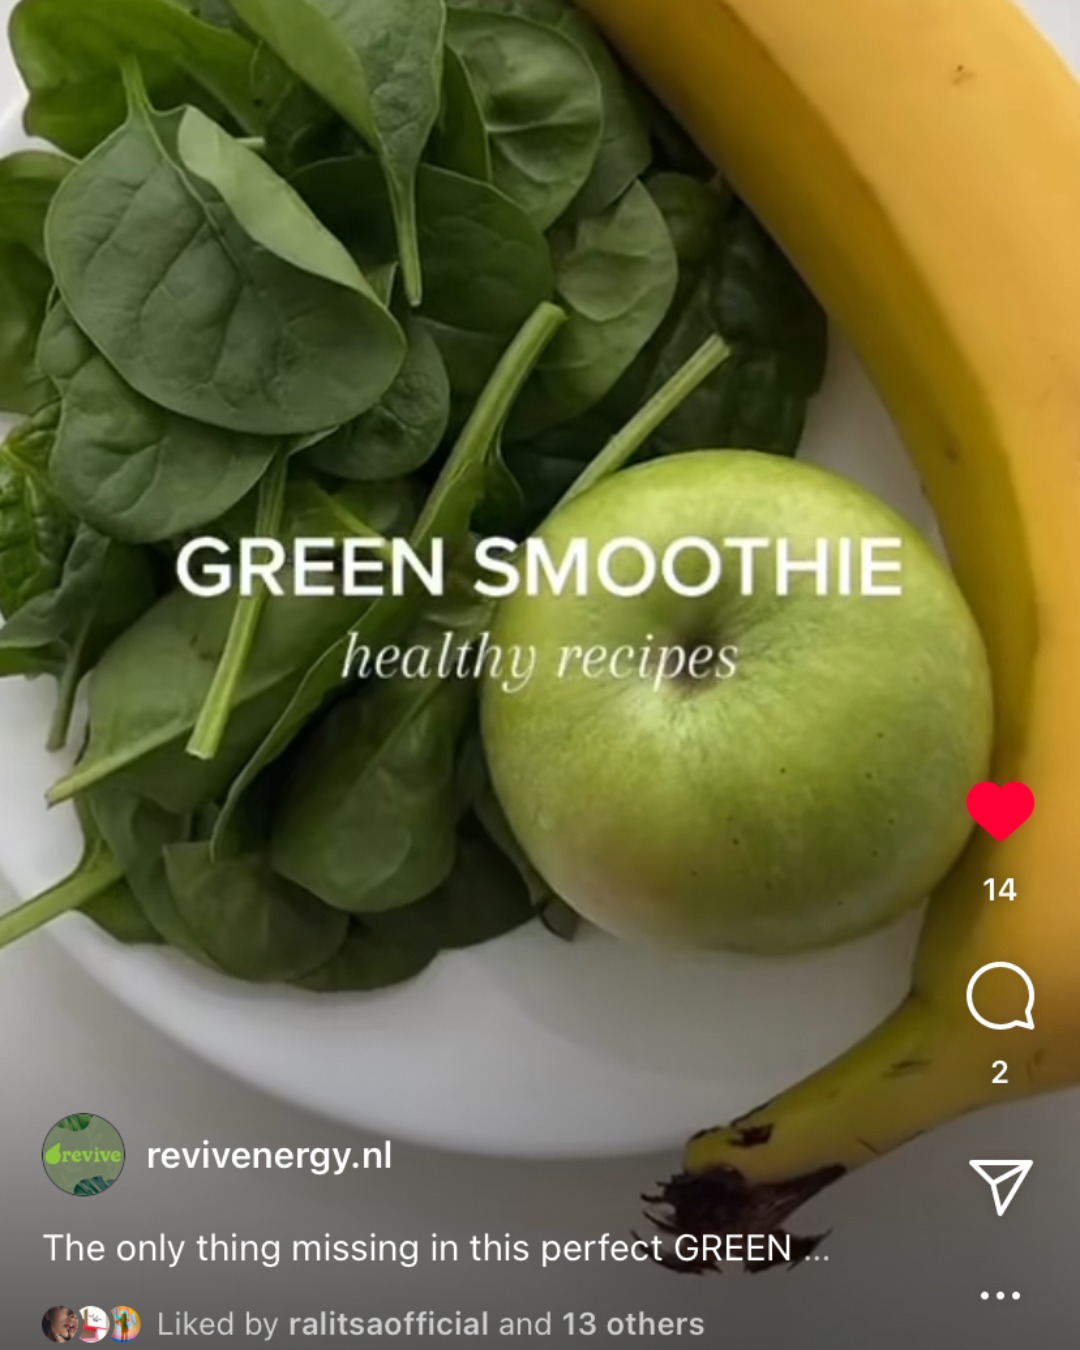 GREEN SMOOTHIE
healthy recipes
14
2
revive
revivenergy.nl
The only thing missing in this perfect GREEN ...
Liked by ralitsaofficial and 13 others